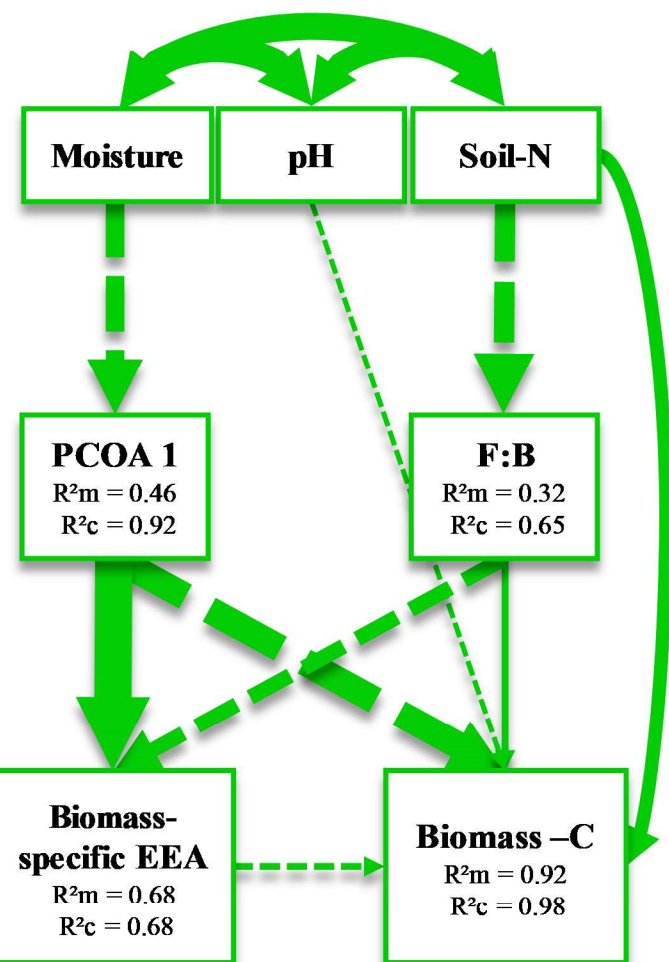 Moisture
pH
Soil-N
PCOA 1
R²m = 0.46
R²c = 0.92
F:B
R²m = 0.32
R²c = 0.65
Biomass-
specific EEA
R²m = 0.68
R²c = 0.68
Biomass –C
R²m = 0.92
R²c = 0.98